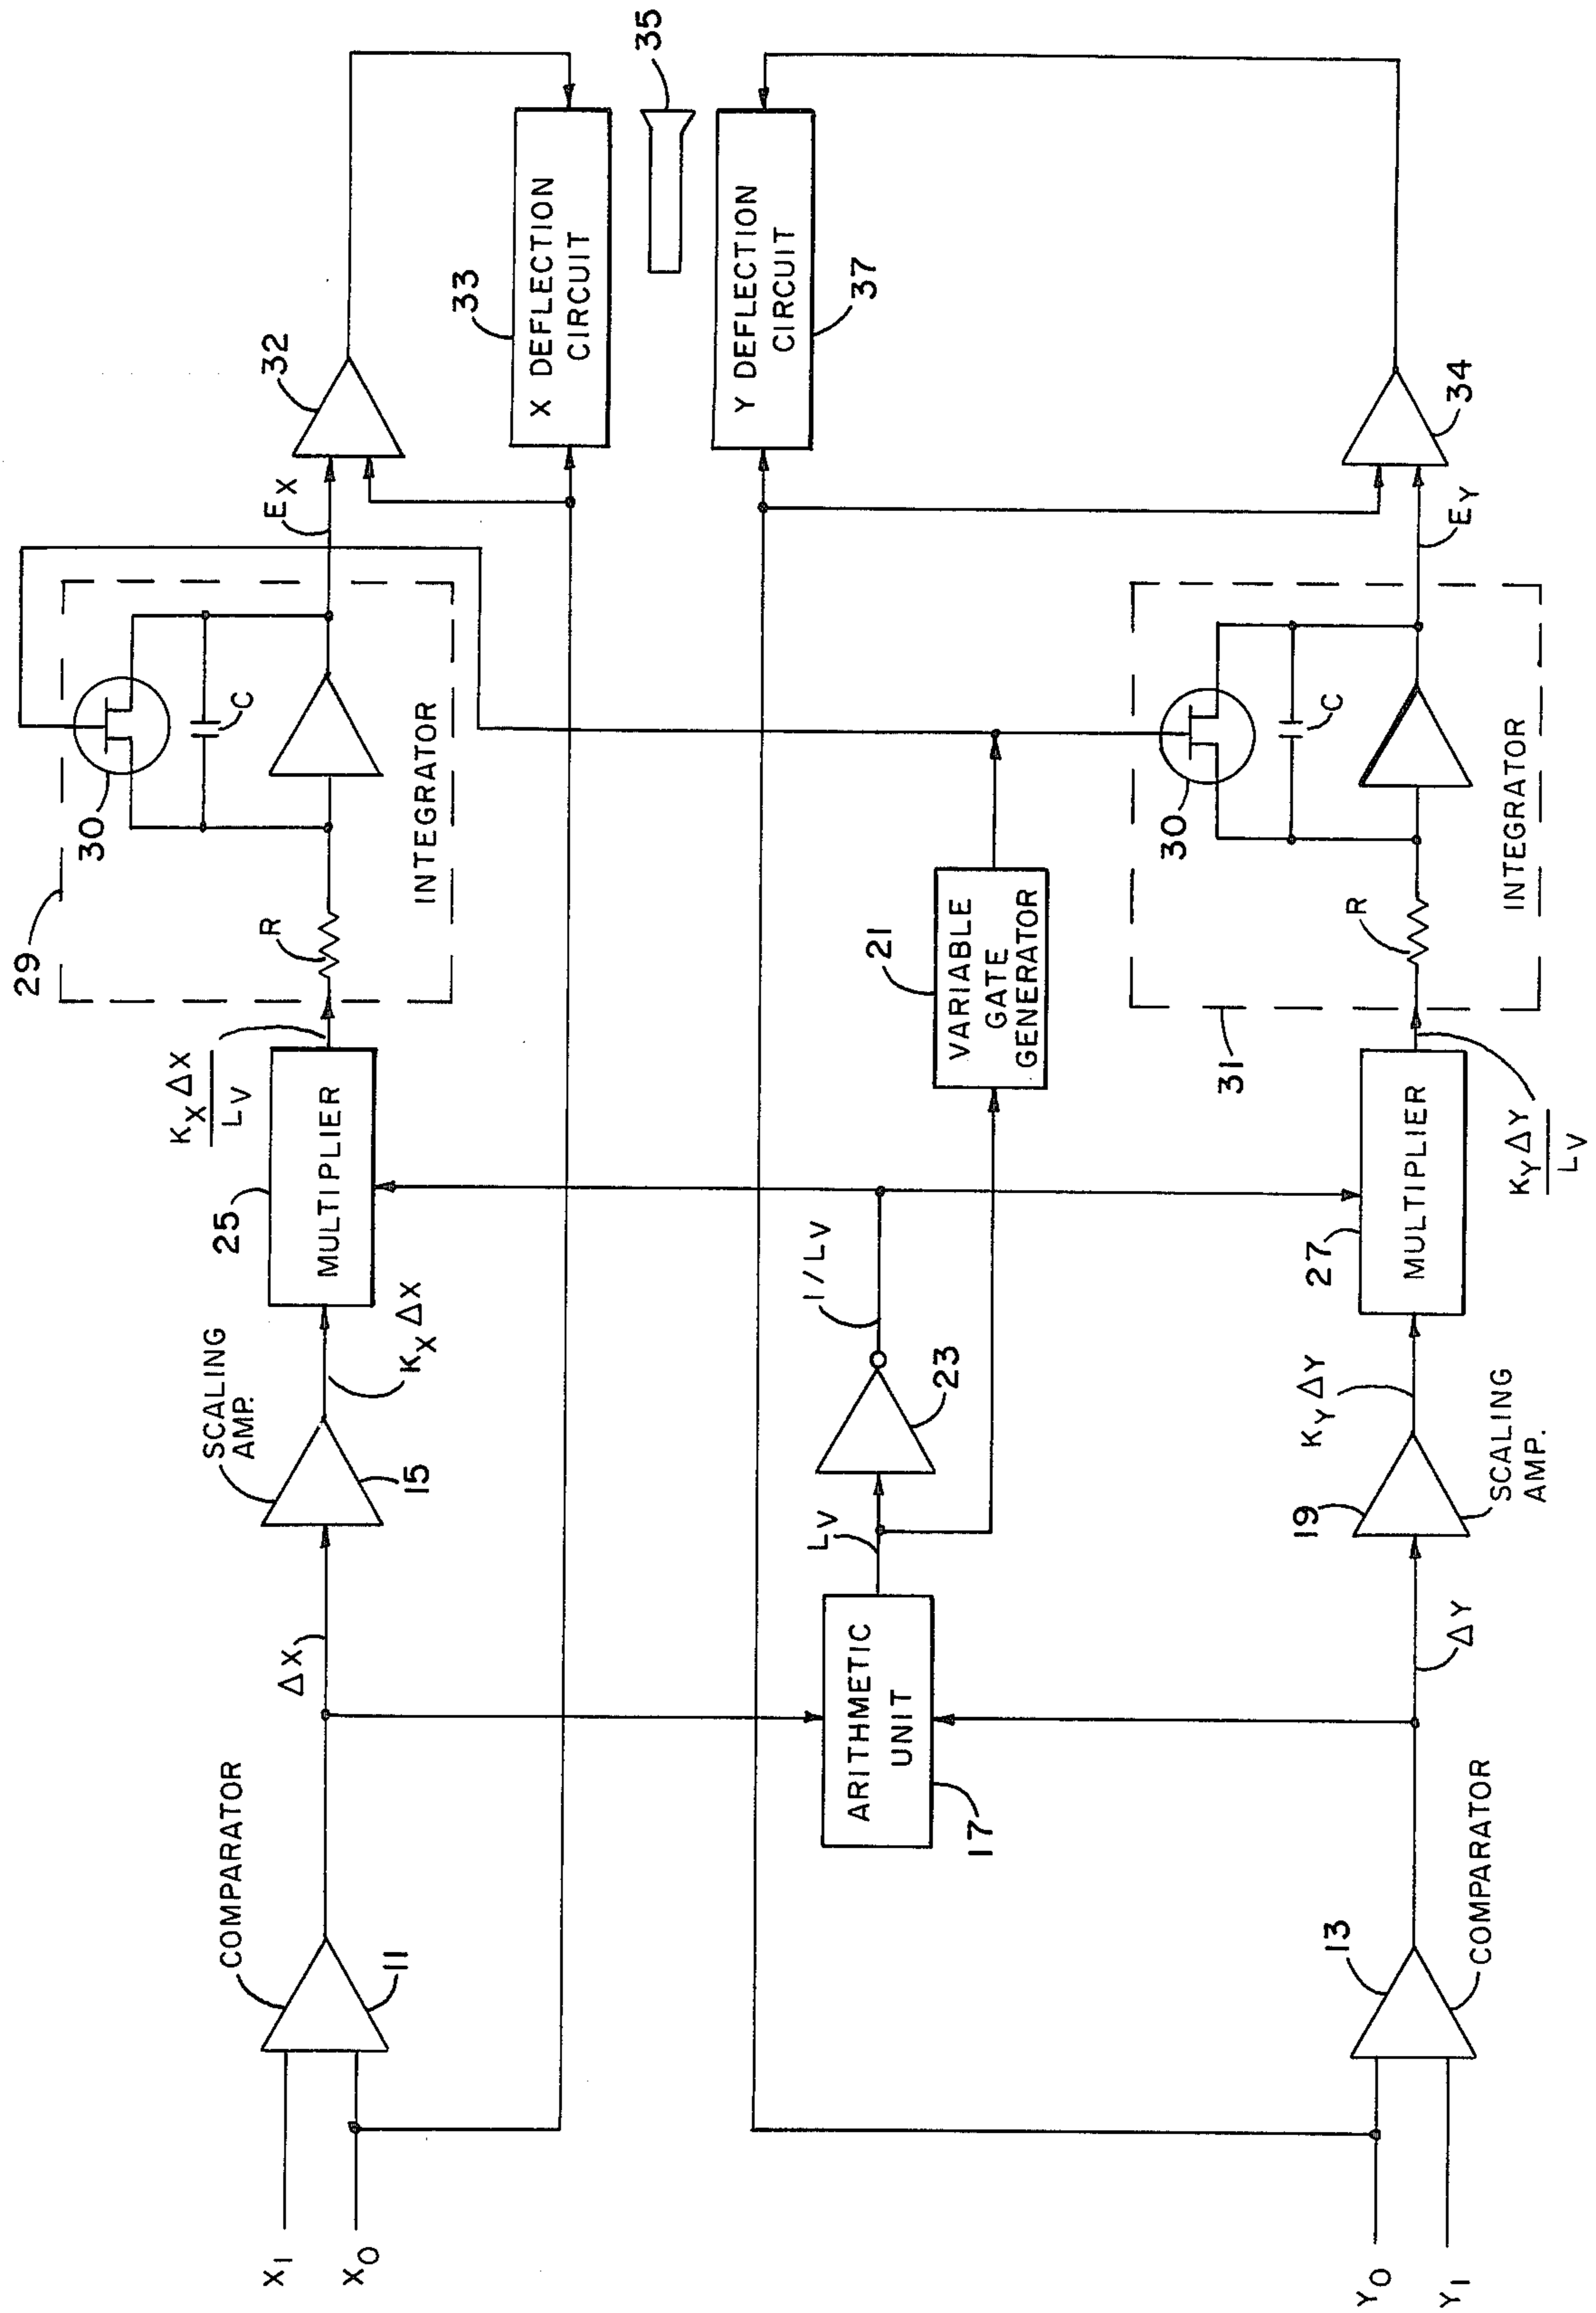 X1
X0
COMPARATOR
11
ΔX
SCALING
AMP.
15
KX ΔX
25
MULTIPLIER
KX ΔX
LV
29
R
30
C
INTEGRATOR
EX
32
33
X DEFLECTION
CIRCUIT
35
Y DEFLECTION
CIRCUIT
37
ARITHMETIC
UNIT
17
LV
23
1/LV
21
VARIABLE
GATE
GENERATOR
Y0
Y1
13
COMPARATOR
ΔY
19
SCALING
AMP.
KY ΔY
27
MULTIPLIER
KY ΔY
LV
31
R
30
C
INTEGRATOR
EY
34